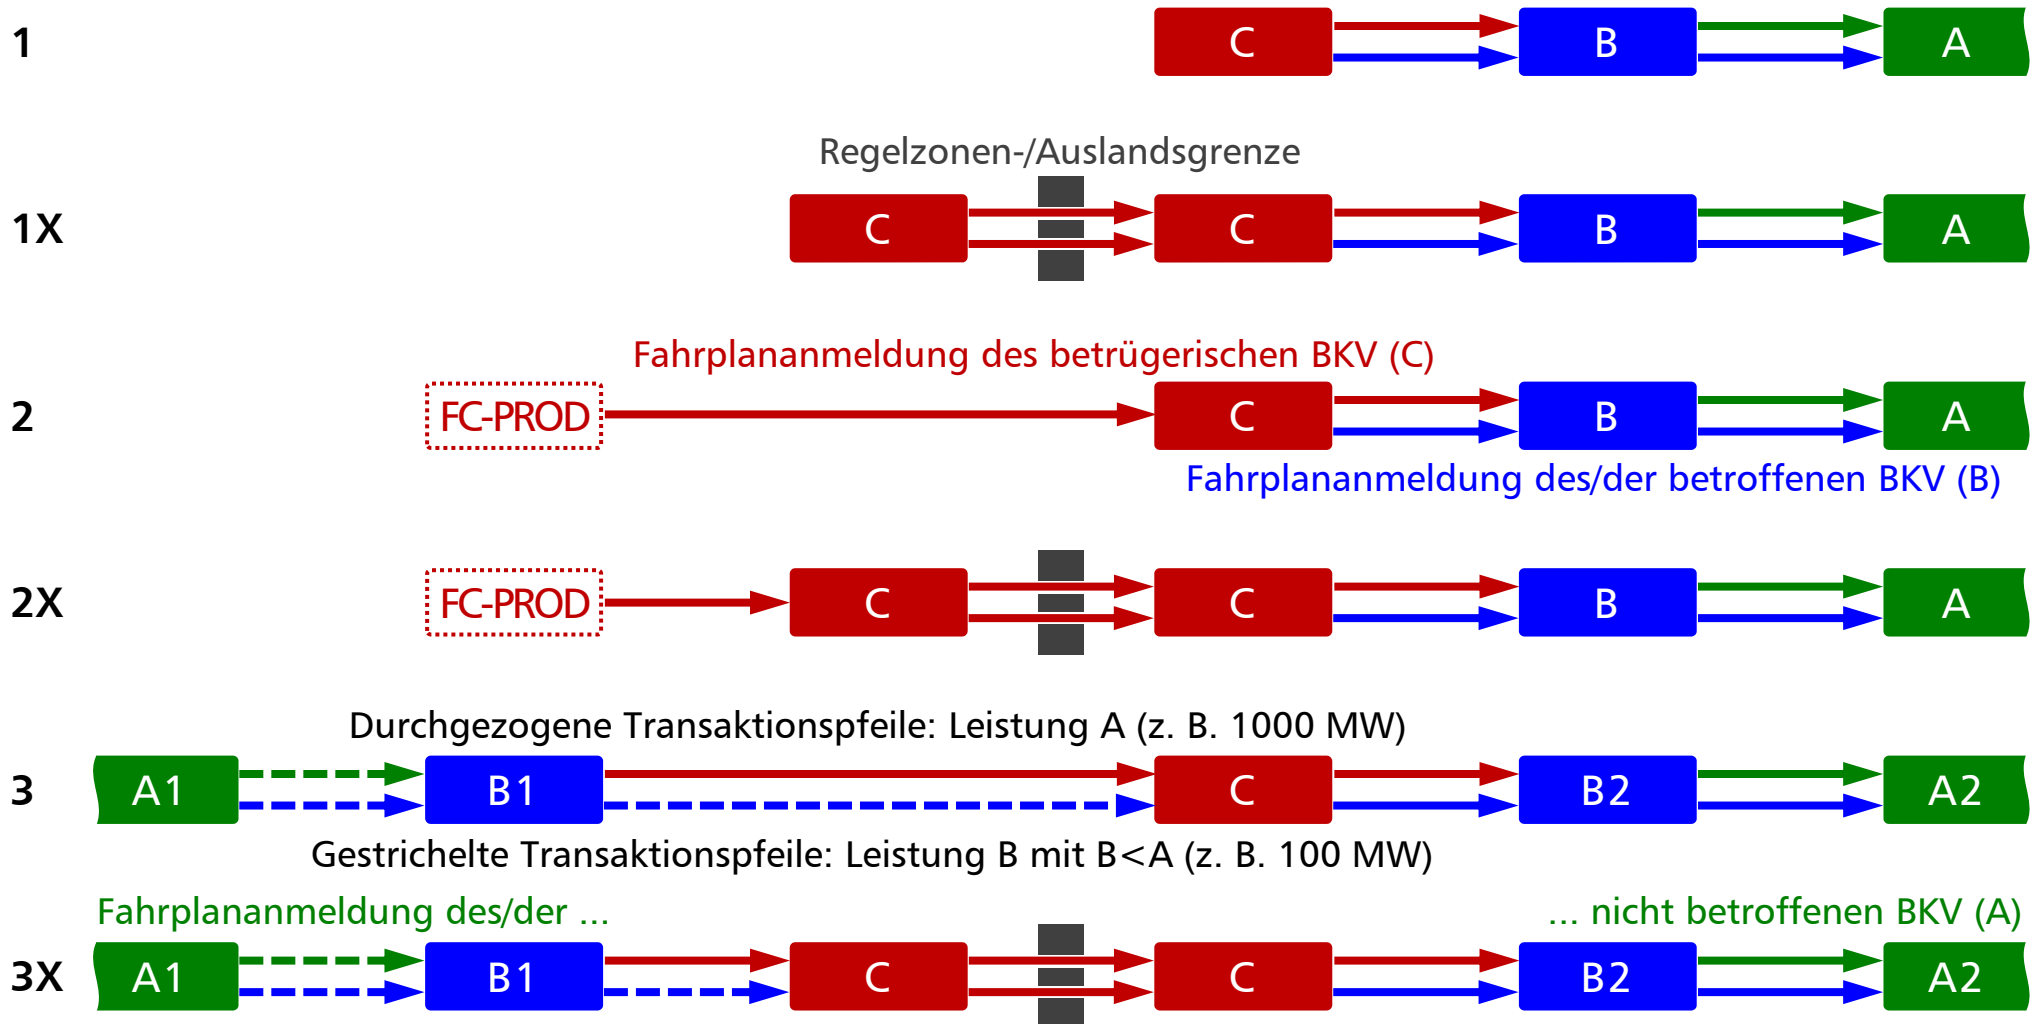 1 C B A
Regelzonen-/Auslandsgrenze
1X C C B A
Fahrplananmeldung des betrügerischen BKV (C)
2 FC-PROD C B A
Fahrplananmeldung des/der betroffenen BKV (B)
2X FC-PROD C C B A
Durchgezogene Transaktionspfeile: Leistung A (z. B. 1000 MW)
3 A1 B1 C B2 A2
Gestrichelte Transaktionspfeile: Leistung B mit B<A (z. B. 100 MW)
Fahrplananmeldung des/der ... ... nicht betroffenen BKV (A)
3X A1 B1 C C B2 A2